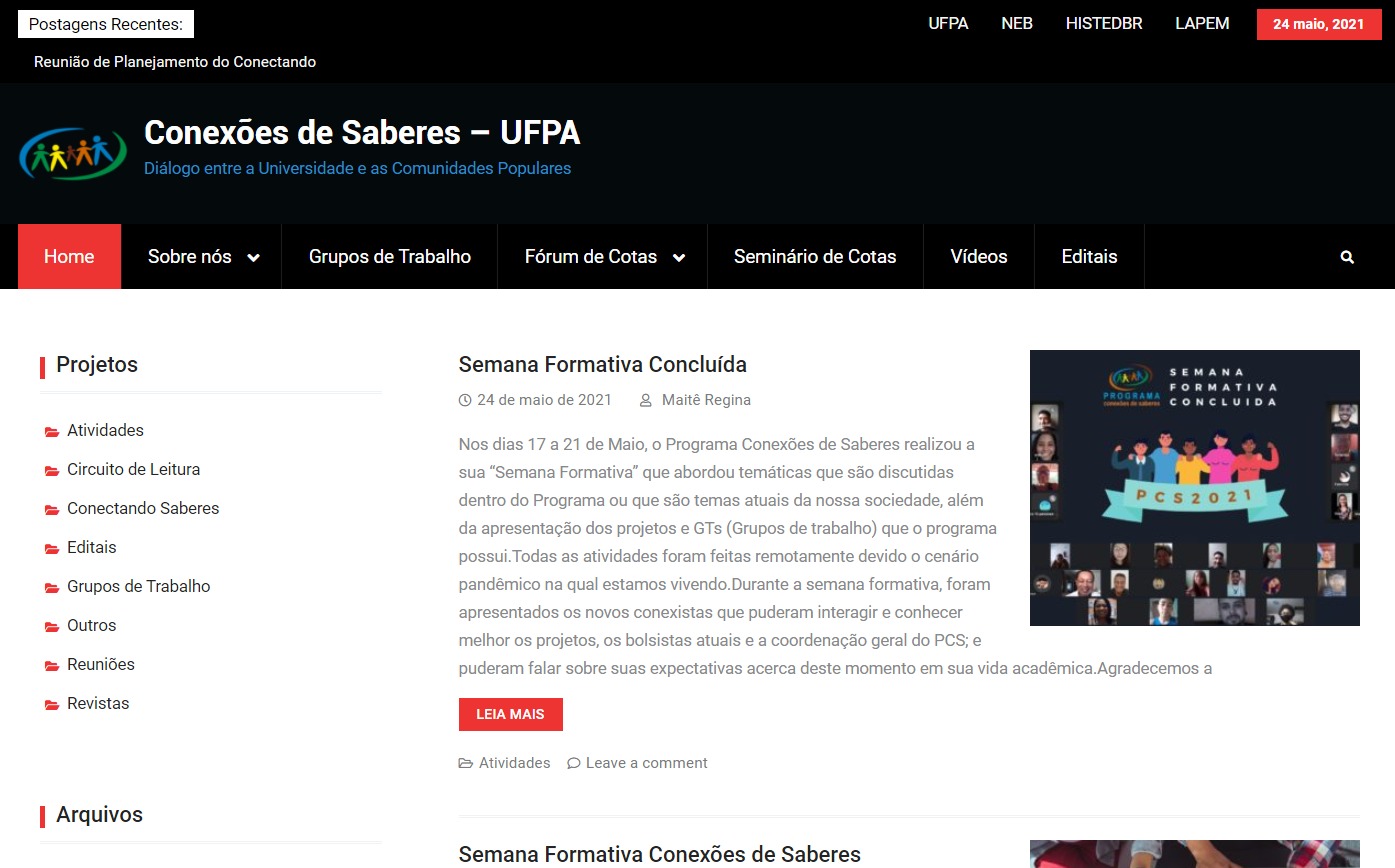 Postagens Recentes:
UFPA NEB HISTEDBR LAPEM 24 maio, 2021
Reunião de Planejamento do Conectando
Conexões de Saberes – UFPA
Diálogo entre a Universidade e as Comunidades Populares
Home Sobre nós Grupos de Trabalho Fórum de Cotas Seminário de Cotas Vídeos Editais
Projetos
Atividades
Circuito de Leitura
Conectando Saberes
Editais
Grupos de Trabalho
Outros
Reuniões
Revistas
Arquivos
Semana Formativa Concluída
24 de maio de 2021 Maitê Regina
Nos dias 17 a 21 de Maio, o Programa Conexões de Saberes realizou a
sua “Semana Formativa” que abordou temáticas que são discutidas
dentro do Programa ou que são temas atuais da nossa sociedade, além
da apresentação dos projetos e GTs (Grupos de trabalho) que o programa
possui.Todas as atividades foram feitas remotamente devido o cenário
pandêmico na qual estamos vivendo.Durante a semana formativa, foram
apresentados os novos conexistas que puderam interagir e conhecer
melhor os projetos, os bolsistas atuais e a coordenação geral do PCS; e
puderam falar sobre suas expectativas acerca deste momento em sua vida acadêmica.Agradecemos a
LEIA MAIS
Atividades Leave a comment
PROGRAMA
conexões de saberes
SEMANA
FORMATIVA
CONCLUIDA
PCS2021
Semana Formativa Conexões de Saberes